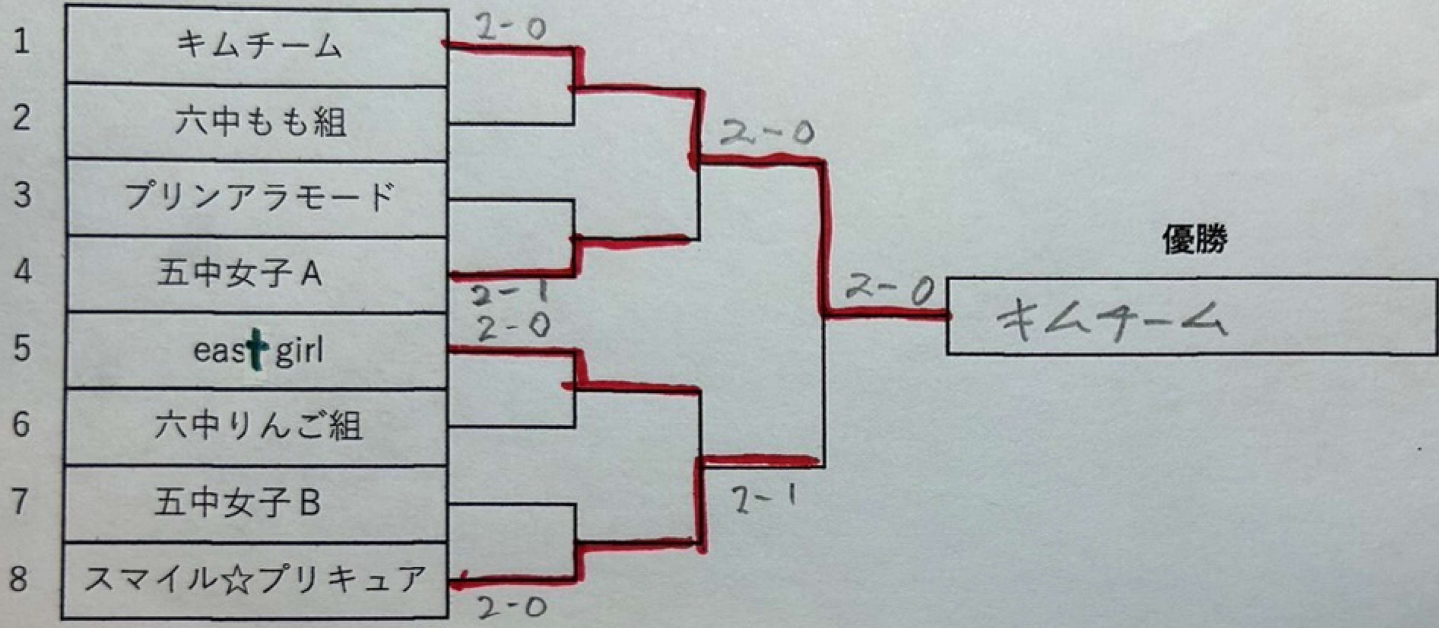 1 キムチーム 2-0
2 六中もも組
2-0
3 プリンアラモード
優勝
4 五中女子A
2-1
2-0 キムチーム
2-0
5 east girl
6 六中りんご組
7 五中女子B
2-1
8 スマイル☆プリキュア
2-0